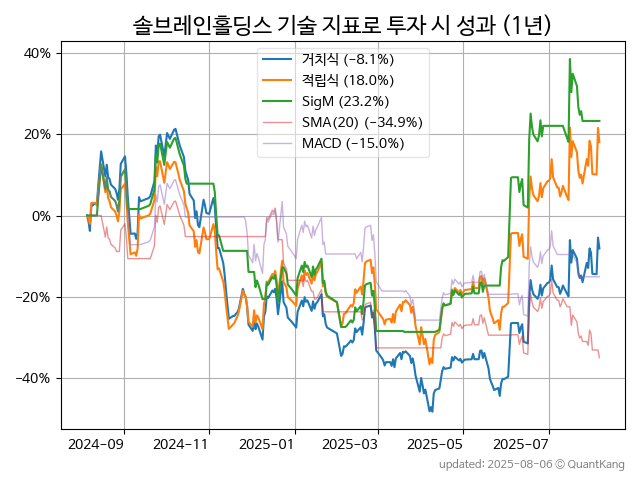 솔브레인홀딩스 기술 지표로 투자 시 성과 (1년)
40%
20%
0%
−20%
−40%
거치식 (−8.1%)
적립식 (18.0%)
SigM (23.2%)
SMA(20) (−34.9%)
MACD (−15.0%)
2024-09
2024-11
2025-01
2025-03
2025-05
2025-07
updated: 2025-08-06 © QuantKang